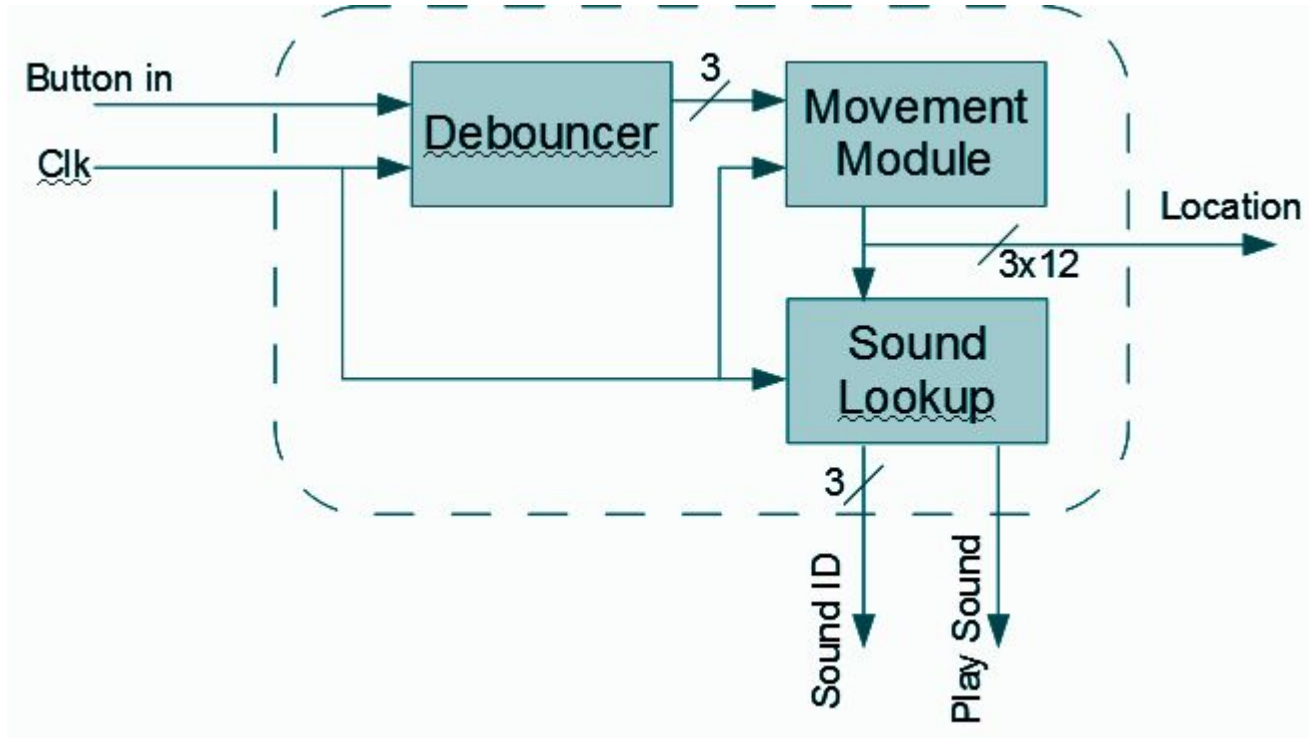 Button in
Clk
Debouncer
3
Movement
Module
Location
3x12
Sound
Lookup
3
Sound ID
Play Sound